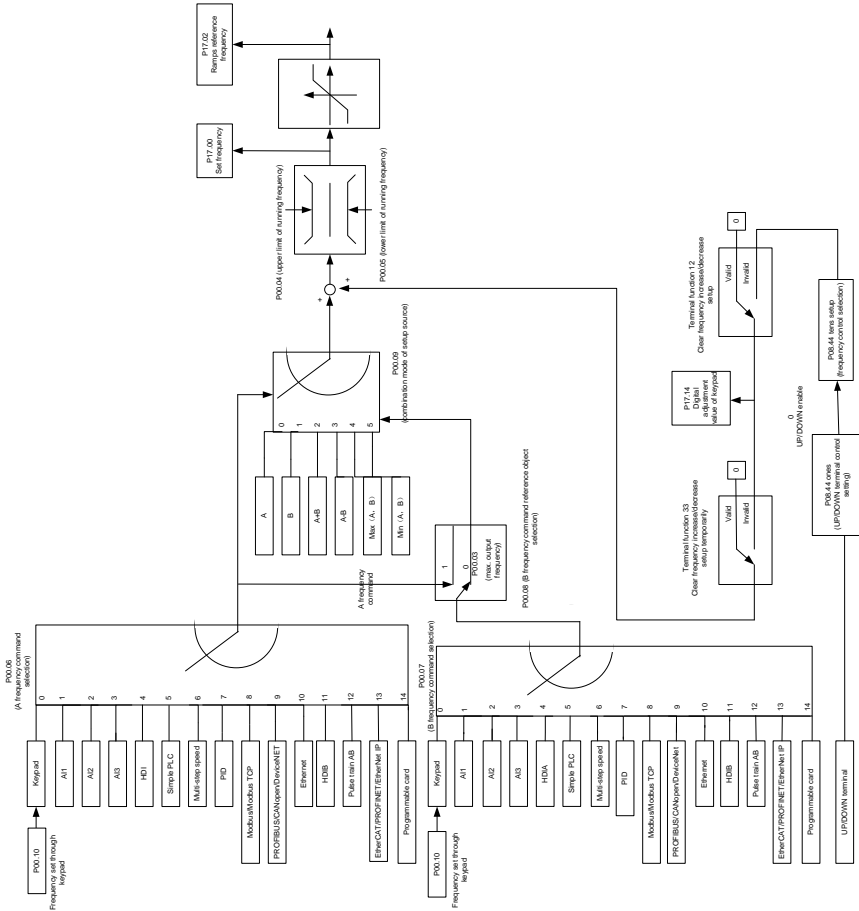 P00.06
(A frequency command
selection)
P00.10
Frequency set through
keypad
Keypad
0
AI1
1
AI2
2
AI3
3
HDI
4
Simple PLC
5
Multi-step speed
6
PID
7
Modbus/Modbus TCP
8
PROFIBUS/CANopen/DeviceNET
9
Ethernet
10
HDIB
11
Pulse train AB
12
EtherCAT/PROFINET/EtherNet IP
13
Programmable card
14
P00.07
(B frequency command selection)
P00.10
Frequency set through
keypad
Keypad
0
AI1
1
AI2
2
AI3
3
HDIA
4
Simple PLC
5
Multi-step speed
6
PID
7
Modbus/Modbus TCP
8
PROFIBUS/CANopen/DeviceNet
9
Ethernet
10
HDIB
11
Pulse train AB
12
EtherCAT/PROFINET/EtherNet IP
13
Programmable card
14
UP/DOWN terminal
A frequency
command
1
0
P00.03
(max. output
frequency)
P00.08 (B frequency command reference object
selection)
A
0
B
1
A+B
2
A-B
3
Max（A，B）
4
Min（A，B）
5
P00.09
(combination mode of setup source)
+
+
P00.04 (upper limit of running frequency)
P00.05 (lower limit of running frequency)
P17.00
Set frequency
P17.02
Ramps reference
frequency
Terminal function 33
Clear frequency increase/decrease
setup temporarily
Valid
Invalid
0
P17.14
Digital
adjustment
value of keypad
Terminal function 12
Clear frequency increase/decrease
setup
Valid
Invalid
0
P08.44 ones
(UP/DOWN terminal control
setting)
0
UP/DOWN enable
P08.44 tens setup
(frequency control selection)